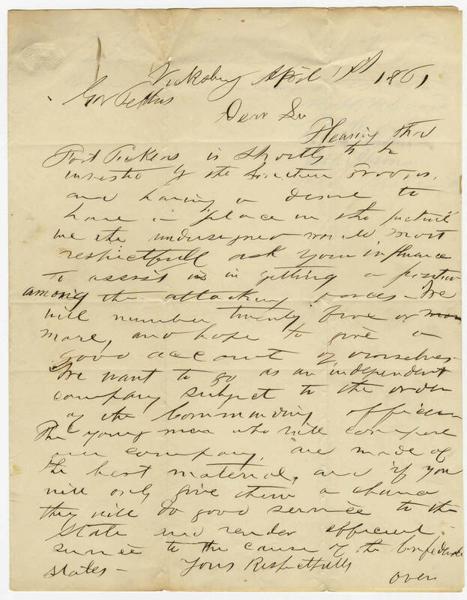 Vicksburg April 1st 1861
Gov Pettus
Dear Sir
Hearing that
Fort Pickens is shortly to be
invested by the Southern Troops,
and having a desire to
have a place in the picture
we the undersigned would most
respectfull ask your influence
to assist us in getting a position
among the attacking forces - We
will number twenty five or
more, and hope to give a
good account of ourselves
We want to go as an independent
company subject to the order
of the Commanding officer
The young men who will compose
our company, are made of
the best material, and if you
will only give them a chance
they will do good service to the
State and render efficient
service to the cause of the Confederate
States - Yours Respectfully
over